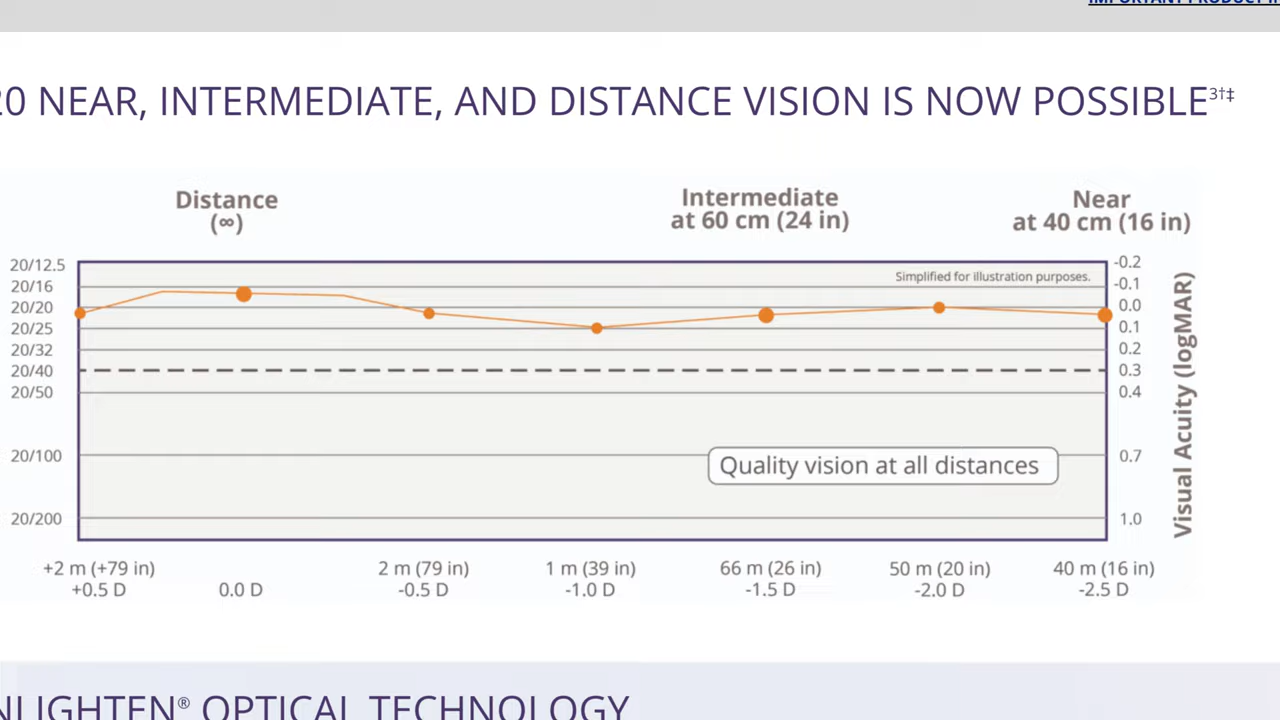 20 NEAR, INTERMEDIATE, AND DISTANCE VISION IS NOW POSSIBLE3†‡
Distance
(∞)
Intermediate
at 60 cm (24 in)
Near
at 40 cm (16 in)
Simplified for illustration purposes.
20/12.5
20/16
20/20
20/25
20/32
20/40
20/50
20/100
20/200
-0.2
-0.1
0.0
0.1
0.2
0.3
0.4
0.7
1.0
Visual Acuity (logMAR)
Quality vision at all distances
+2 m (+79 in)
+0.5 D
0.0 D
2 m (79 in)
-0.5 D
1 m (39 in)
-1.0 D
66 m (26 in)
-1.5 D
50 m (20 in)
-2.0 D
40 m (16 in)
-2.5 D
NLIGHTEN® OPTICAL TECHNOLOGY